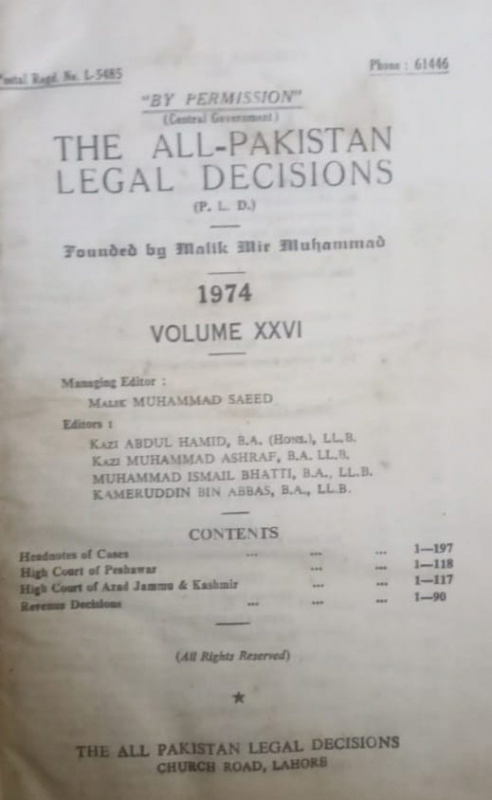 Postal Regd. No. L-5485
Phone : 61446
"BY PERMISSION"
(Central Government)
THE ALL-PAKISTAN
LEGAL DECISIONS
(P. L. D.)
Founded by Malik Mir Muhammad
1974
VOLUME XXVI
Managing Editor :
MALIK MUHAMMAD SAEED
Editors :
KAZI ABDUL HAMID, B.A. (HONS.), LL.B.
KAZI MUHAMMAD ASHRAF, B.A. LL.B.
MUHAMMAD ISMAIL BHATTI, B.A., LL.B.
KAMERUDDIN BIN ABBAS, B.A., LL.B.
CONTENTS
Headnotes of Cases ... ... ... 1—197
High Court of Peshawar ... ... 1—118
High Court of Azad Jammu & Kashmir ... ... 1—117
Revenue Decisions ... ... ... 1—90
(All Rights Reserved)
THE ALL PAKISTAN LEGAL DECISIONS
CHURCH ROAD, LAHORE